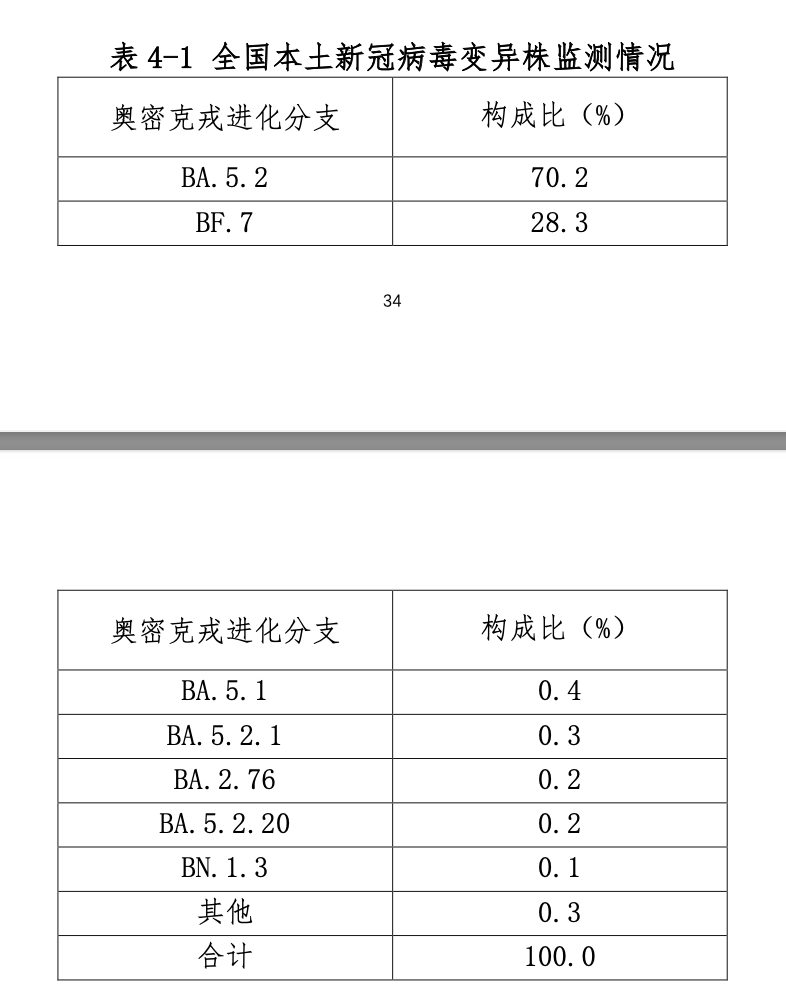 表 4-1 全国本土新冠病毒变异株监测情况
奥密克戎进化分支 构成比（%）
BA.5.2 70.2
BF.7 28.3
34
奥密克戎进化分支 构成比（%）
BA.5.1 0.4
BA.5.2.1 0.3
BA.2.76 0.2
BA.5.2.20 0.2
BN.1.3 0.1
其他 0.3
合计 100.0